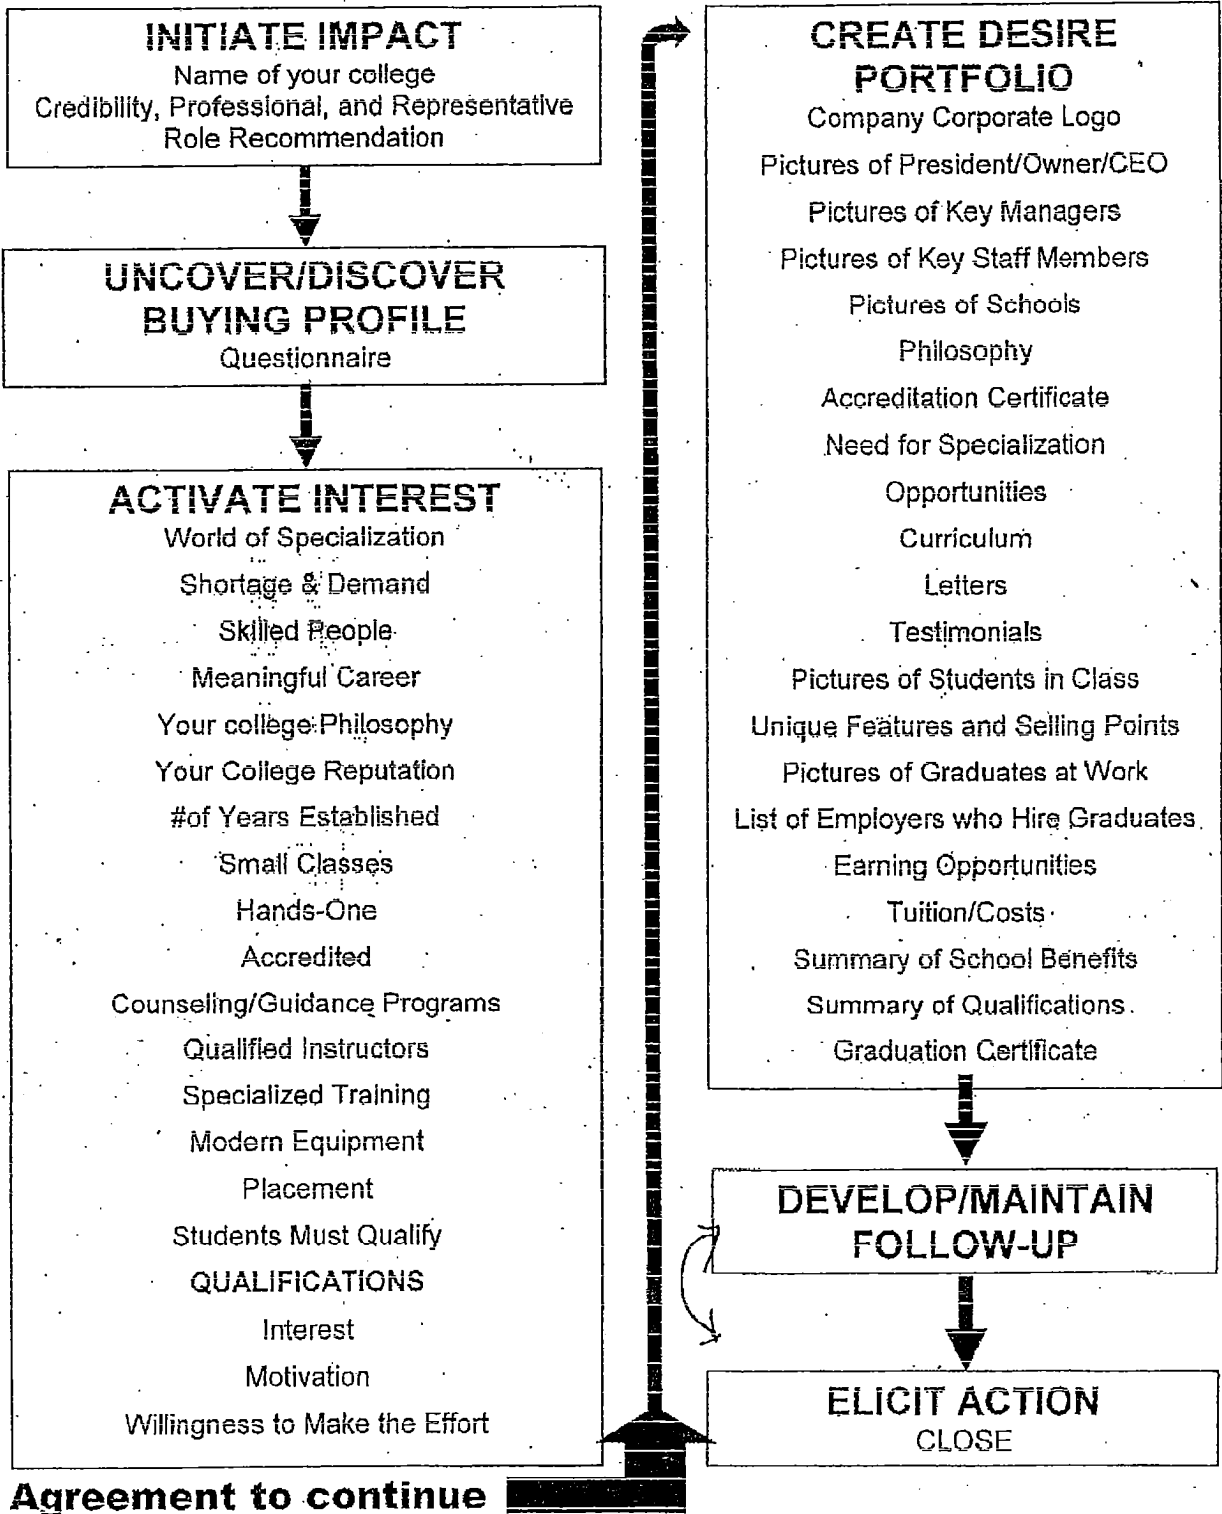 INITIATE IMPACT
Name of your college
Credibility, Professional, and Representative
Role Recommendation
UNCOVER/DISCOVER
BUYING PROFILE
Questionnaire
ACTIVATE INTEREST
World of Specialization
Shortage & Demand
Skilled People
Meaningful Career
Your college Philosophy
Your College Reputation
#of Years Established
Small Classes
Hands-One
Accredited
Counseling/Guidance Programs
Qualified Instructors
Specialized Training
Modern Equipment
Placement
Students Must Qualify
QUALIFICATIONS
Interest
Motivation
Willingness to Make the Effort
Agreement to continue
CREATE DESIRE
PORTFOLIO
Company Corporate Logo
Pictures of President/Owner/CEO
Pictures of Key Managers
Pictures of Key Staff Members
Pictures of Schools
Philosophy
Accreditation Certificate
Need for Specialization
Opportunities
Curriculum
Letters
Testimonials
Pictures of Students in Class
Unique Features and Selling Points
Pictures of Graduates at Work
List of Employers who Hire Graduates
Earning Opportunities
Tuition/Costs
Summary of School Benefits
Summary of Qualifications
Graduation Certificate
DEVELOP/MAINTAIN
FOLLOW-UP
ELICIT ACTION
CLOSE